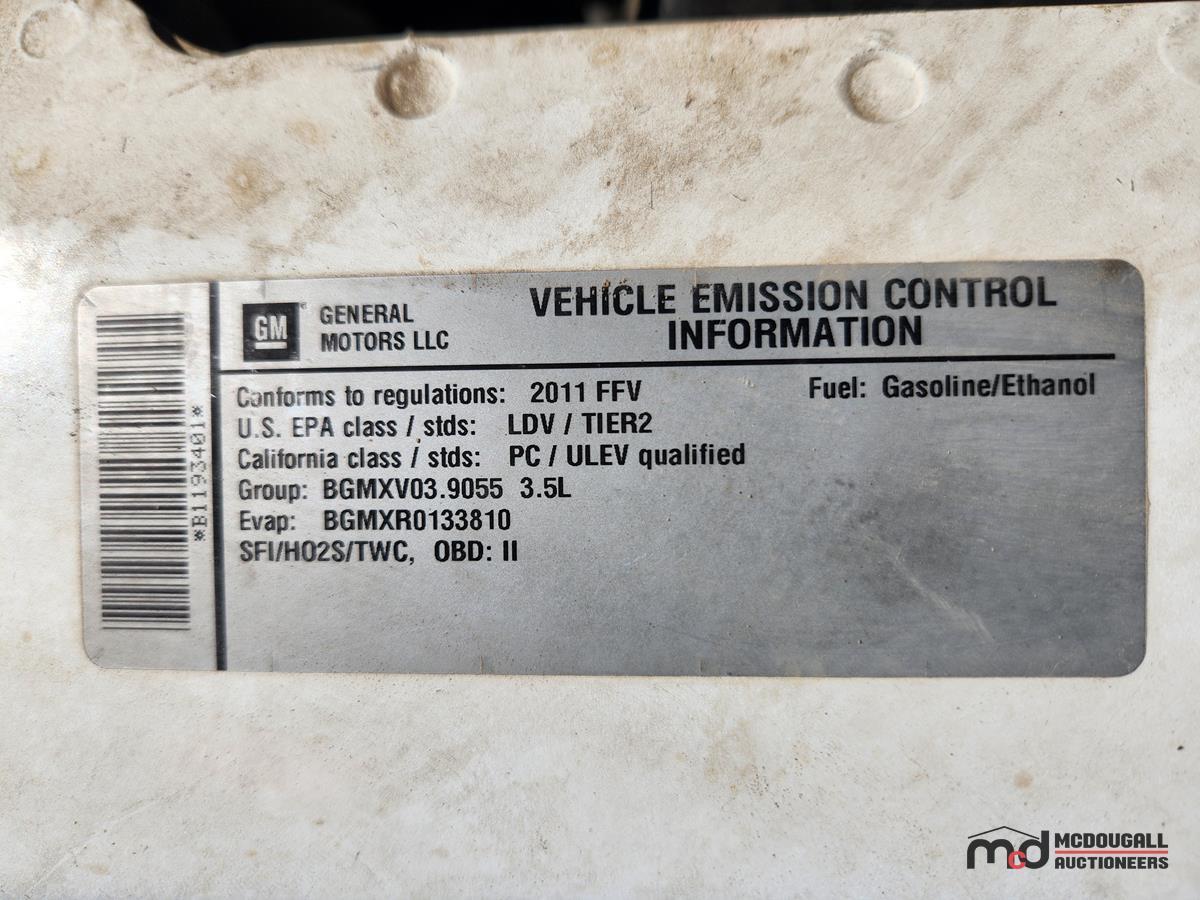 *B1193401*
GM
GENERAL
MOTORS LLC
VEHICLE EMISSION CONTROL
INFORMATION
Conforms to regulations: 2011 FFV
Fuel: Gasoline/Ethanol
U.S. EPA class / stds: LDV / TIER2
California class / stds: PC / ULEV qualified
Group: BGMXV03.9055 3.5L
Evap: BGMXR0133810
SFI/HO2S/TWC, OBD: II
mcd
MCDOUGALL
AUCTIONEERS